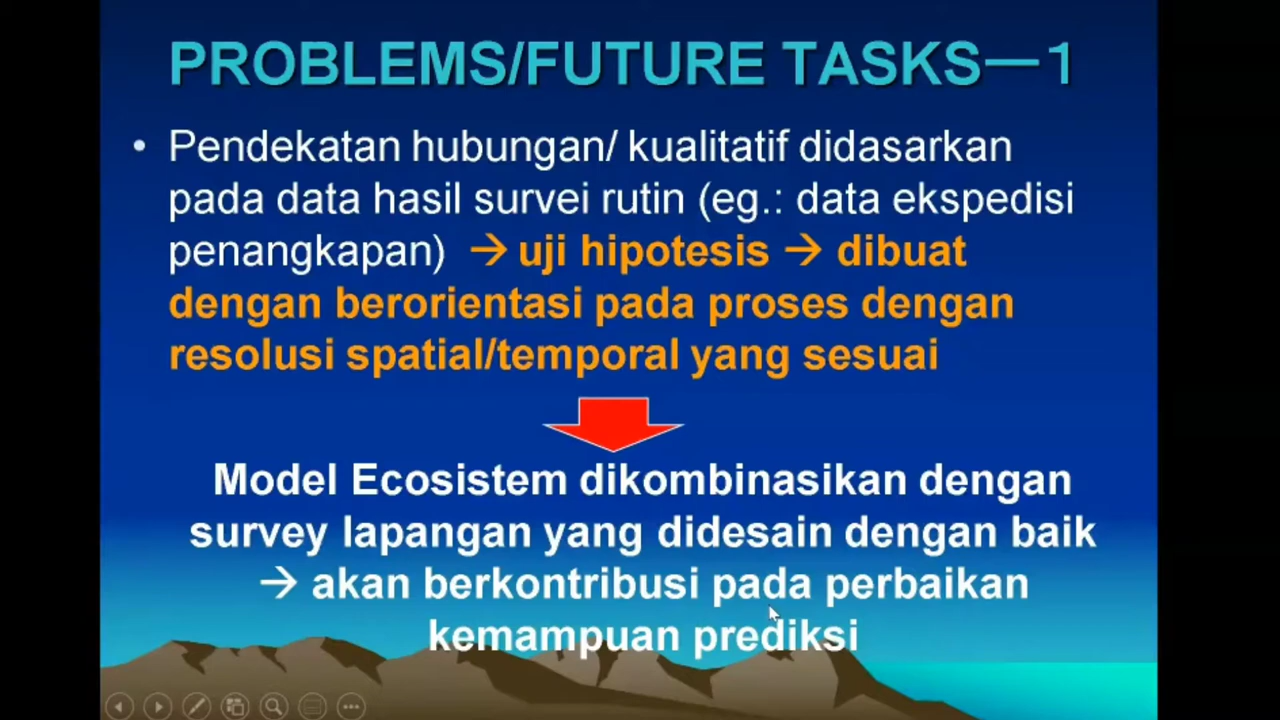 PROBLEMS/FUTURE TASKS—1
• Pendekatan hubungan/ kualitatif didasarkan
pada data hasil survei rutin (eg.: data ekspedisi
penangkapan) → uji hipotesis → dibuat
dengan berorientasi pada proses dengan
resolusi spatial/temporal yang sesuai
Model Ecosistem dikombinasikan dengan
survey lapangan yang didesain dengan baik
→ akan berkontribusi pada perbaikan
kemampuan prediksi